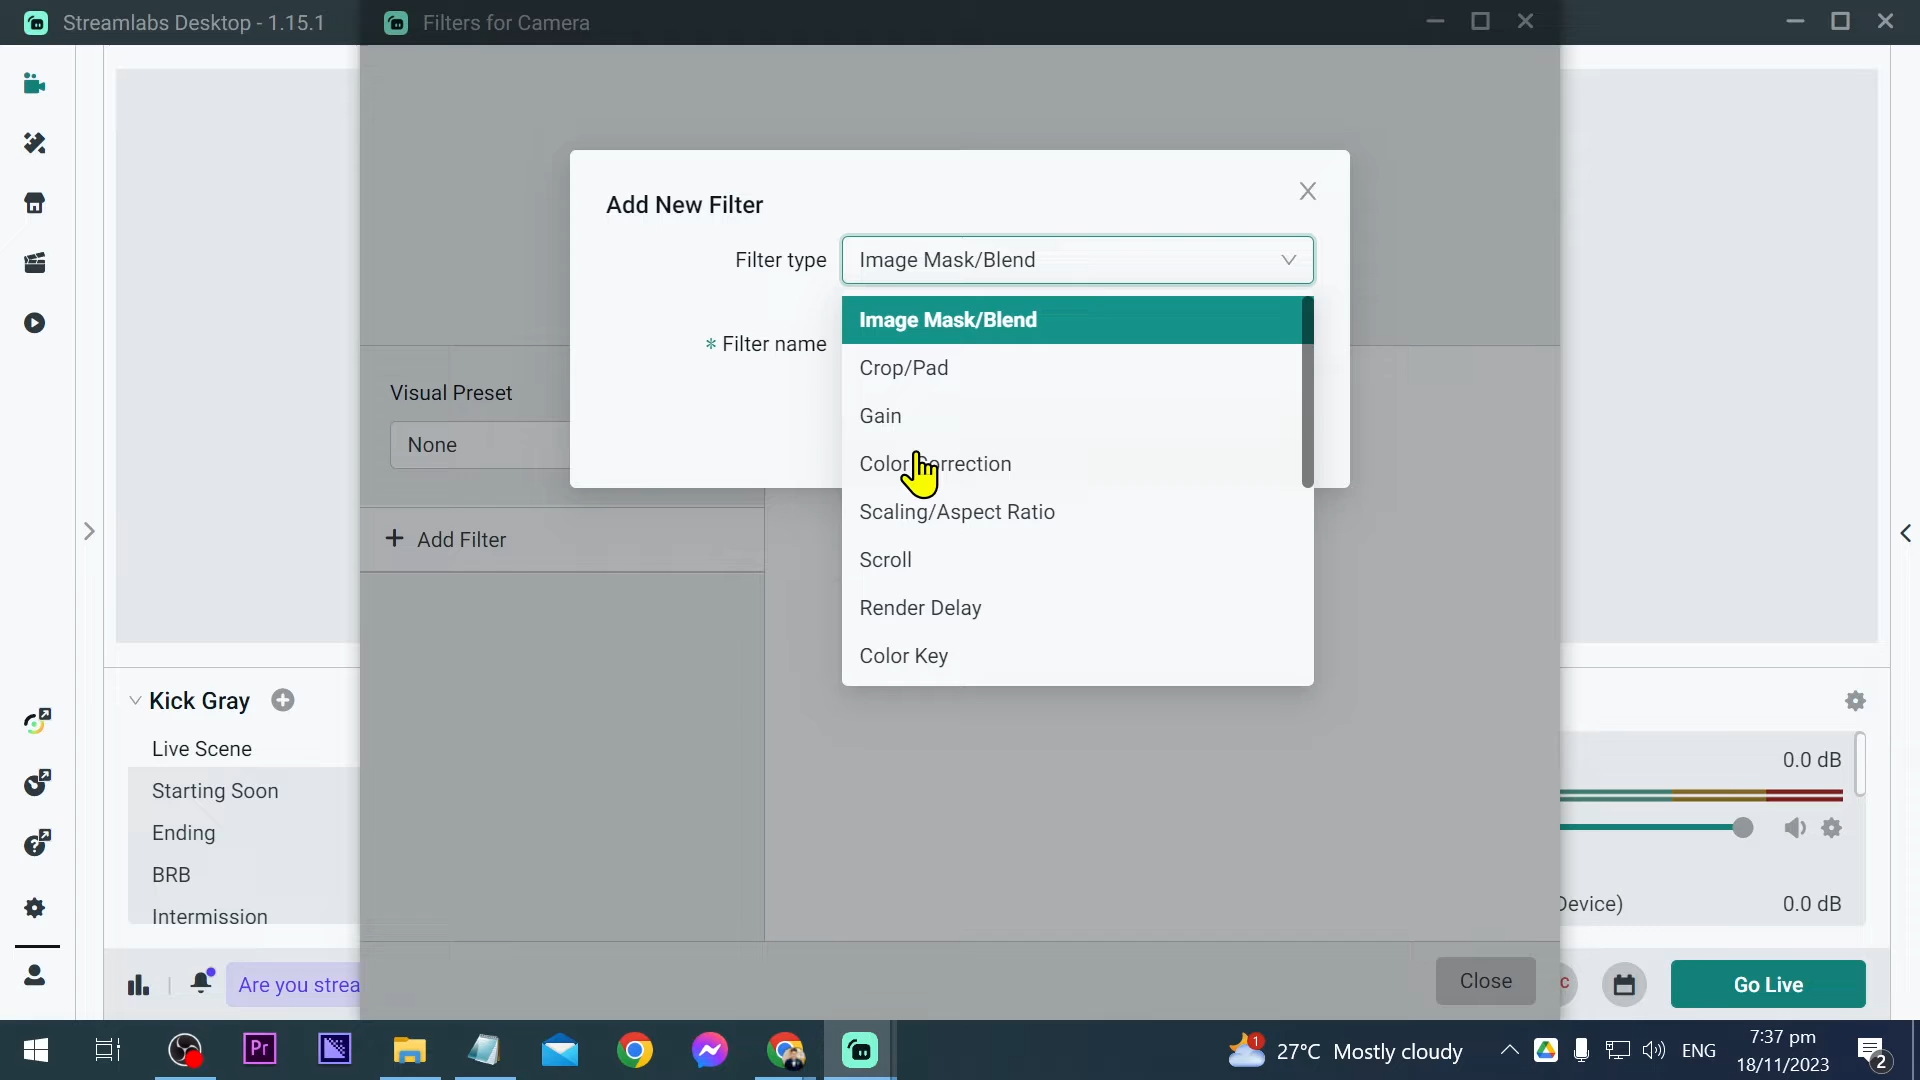 Streamlabs Desktop - 1.15.1
Filters for Camera
Add New Filter
Filter type
Image Mask/Blend
Image Mask/Blend
* Filter name
Crop/Pad
Visual Preset
Gain
None
Color Correction
Scaling/Aspect Ratio
+ Add Filter
Scroll
Render Delay
Color Key
Kick Gray
Live Scene
0.0 dB
Starting Soon
Ending
BRB
Device)
0.0 dB
Intermission
Are you strea
Close
c
Go Live
Pr
1
27°C Mostly cloudy
ENG
7:37 pm
18/11/2023
2